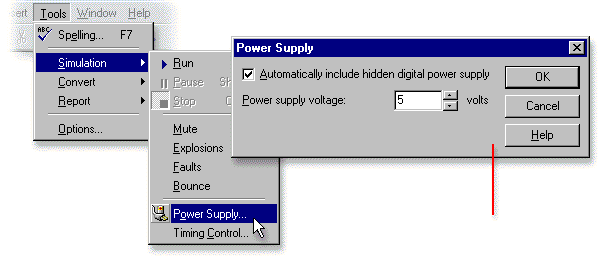 ert Tools Window Help
ABC Spelling... F7
Simulation
Convert
Report
Options...
Run
Pause
Stop
Mute
Explosions
Faults
Bounce
Power Supply...
Timing Control...
Power Supply
Automatically include hidden digital power supply
Power supply voltage: 5 volts
OK
Cancel
Help